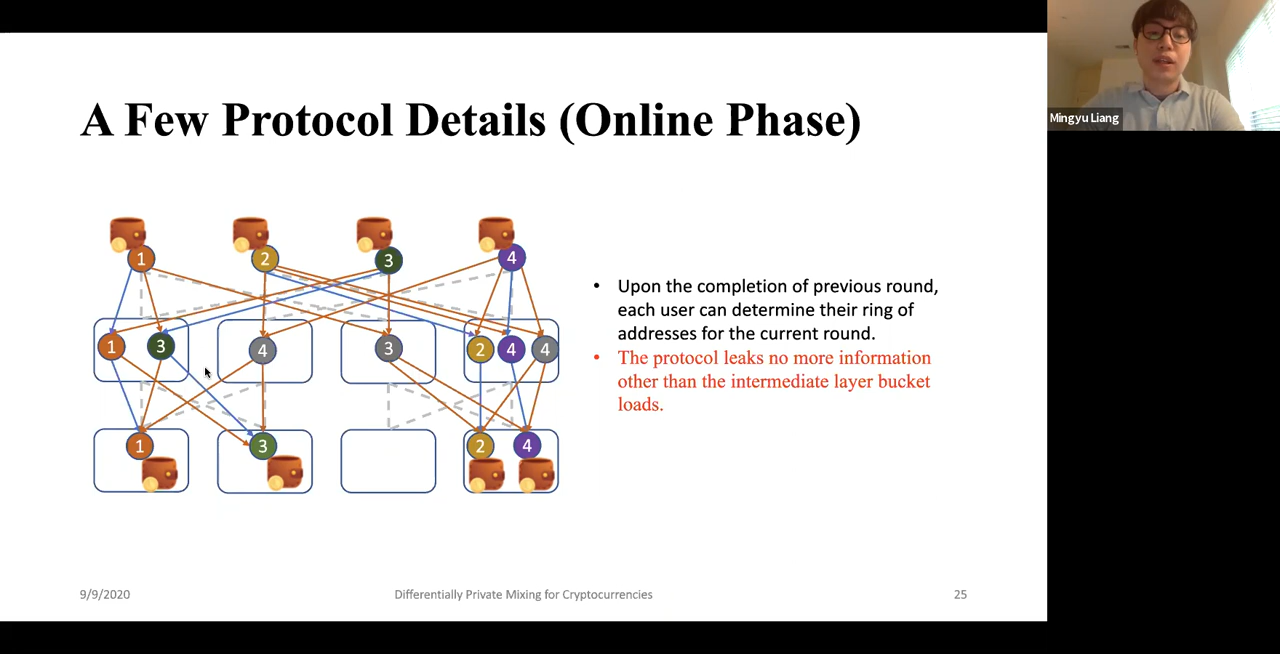 A Few Protocol Details (Online Phase)
Mingyu Liang
1 2 3 4
1 3 4 3 2 4 4
1 3 2 4
• Upon the completion of previous round,
each user can determine their ring of
addresses for the current round.
• The protocol leaks no more information
other than the intermediate layer bucket
loads.
9/9/2020 Differentially Private Mixing for Cryptocurrencies 25